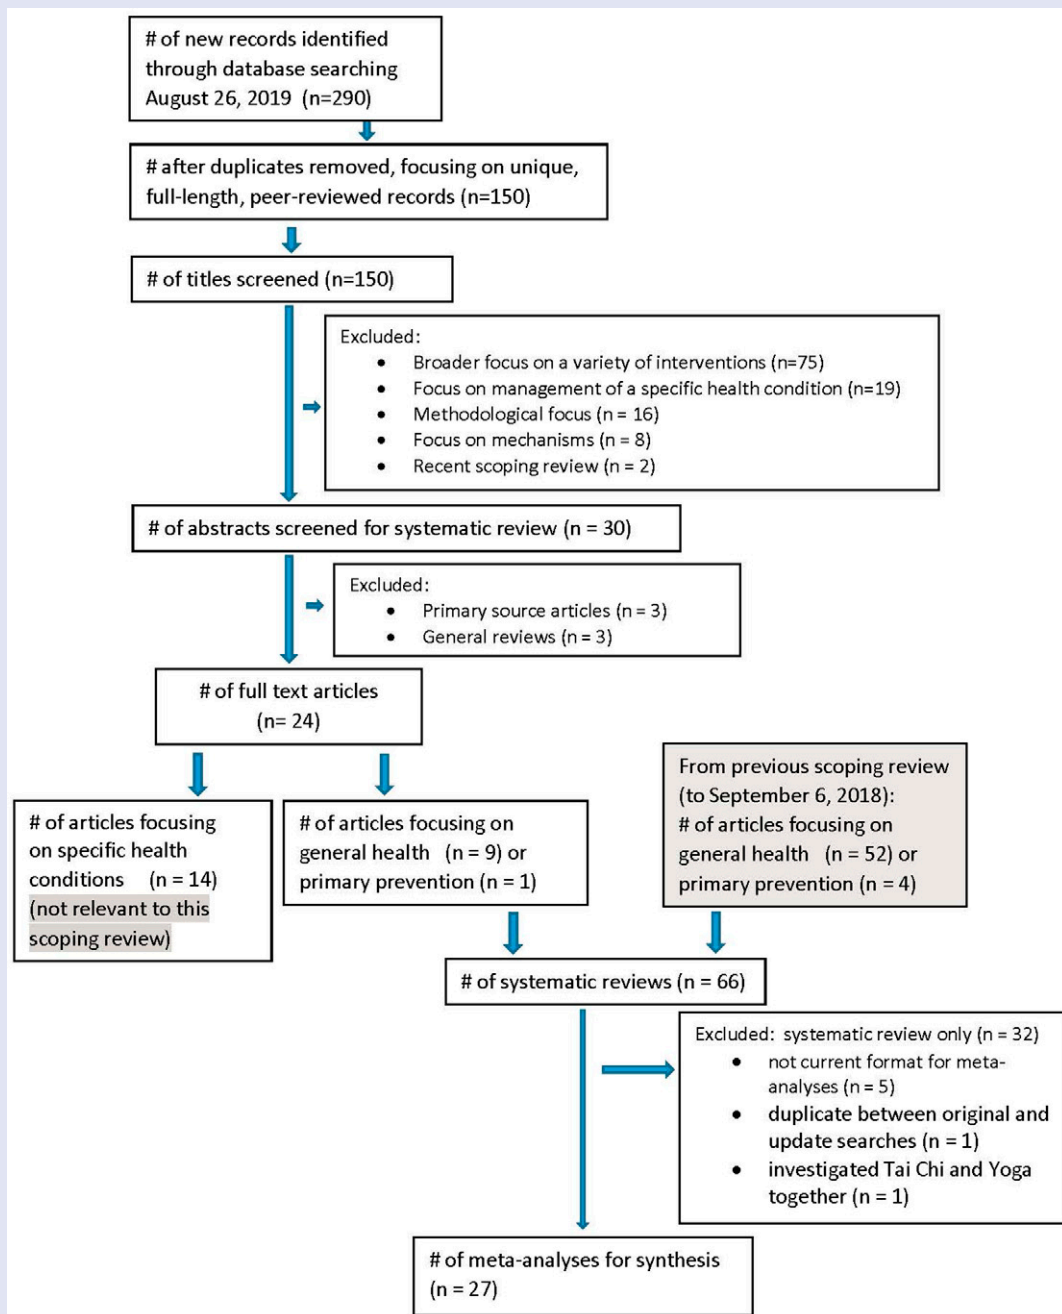 # of new records identified
through database searching
August 26, 2019 (n=290)
# after duplicates removed, focusing on unique,
full-length, peer-reviewed records (n=150)
# of titles screened (n=150)
Excluded:
• Broader focus on a variety of interventions (n=75)
• Focus on management of a specific health condition (n=19)
• Methodological focus (n = 16)
• Focus on mechanisms (n = 8)
• Recent scoping review (n = 2)
# of abstracts screened for systematic review (n = 30)
Excluded:
• Primary source articles (n = 3)
• General reviews (n = 3)
# of full text articles
(n= 24)
# of articles focusing
on specific health
conditions (n = 14)
(not relevant to this
scoping review)
# of articles focusing on
general health (n = 9) or
primary prevention (n = 1)
From previous scoping review
(to September 6, 2018):
# of articles focusing on
general health (n = 52) or
primary prevention (n = 4)
# of systematic reviews (n = 66)
Excluded: systematic review only (n = 32)
• not current format for meta-
analyses (n = 5)
• duplicate between original and
update searches (n = 1)
• investigated Tai Chi and Yoga
together (n = 1)
# of meta-analyses for synthesis
(n = 27)